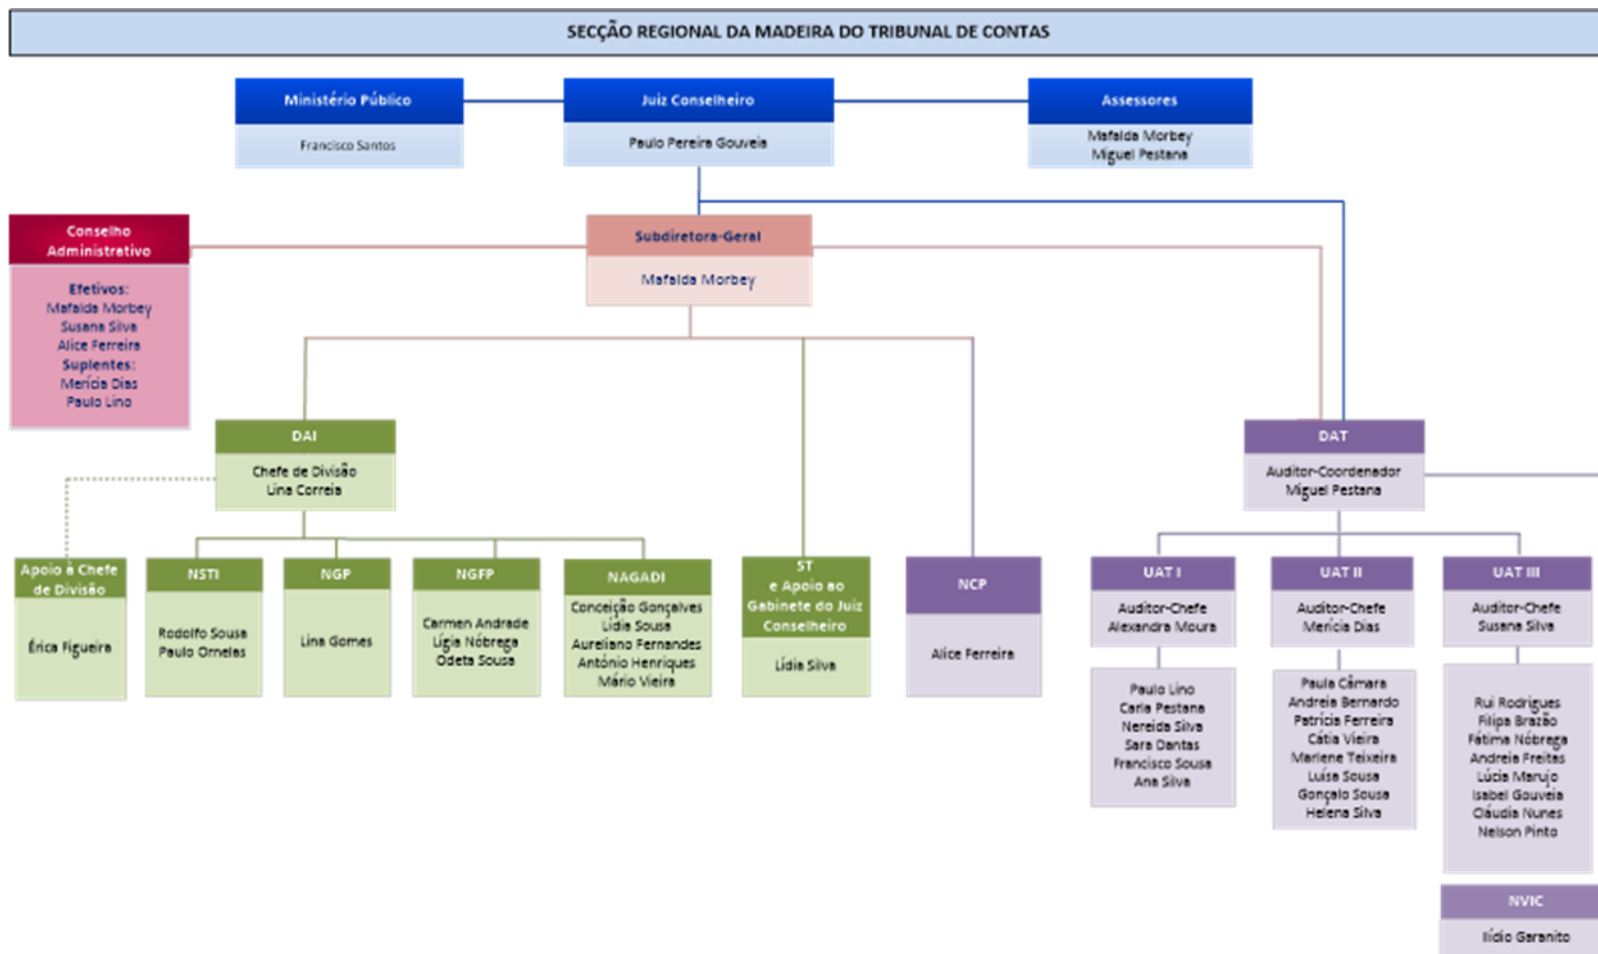 SECÇÃO REGIONAL DA MADEIRA DO TRIBUNAL DE CONTAS
Ministério Público
Francisco Santos
Juiz Conselheiro
Paulo Pereira Gouveia
Assessores
Mafalda Morbey
Miguel Pestana
Conselho
Administrativo
Efetivos:
Mafalda Morbey
Susana Silva
Alice Ferreira
Suplentes:
Merícia Dias
Paulo Lino
Subdiretora-Geral
Mafalda Morbey
DAI
Chefe de Divisão
Lina Correia
DAT
Auditor-Coordenador
Miguel Pestana
Apoio à Chefe
de Divisão
Érica Figueira
NSTI
Rodolfo Sousa
Paulo Ornelas
NGP
Lina Gomes
NGFP
Carmen Andrade
Lígia Nóbrega
Odeta Sousa
NAGADI
Conceição Gonçalves
Lídia Sousa
Aureliano Fernandes
António Henriques
Mário Vieira
ST
e Apoio ao
Gabinete do Juiz
Conselheiro
Lídia Silva
NCP
Alice Ferreira
UAT I
Auditor-Chefe
Alexandra Moura
Paulo Lino
Carla Pestana
Nereida Silva
Sara Dantas
Francisco Sousa
Ana Silva
UAT II
Auditor-Chefe
Merícia Dias
Paula Câmara
Andreia Bernardo
Patrícia Ferreira
Cátia Vieira
Marlene Teixeira
Luísa Sousa
Gonçalo Sousa
Helena Silva
UAT III
Auditor-Chefe
Susana Silva
Rui Rodrigues
Filipa Brazão
Fátima Nóbrega
Andreia Freitas
Lúcia Marujo
Isabel Gouveia
Cláudia Nunes
Nelson Pinto
NVIC
Ilídio Garanito